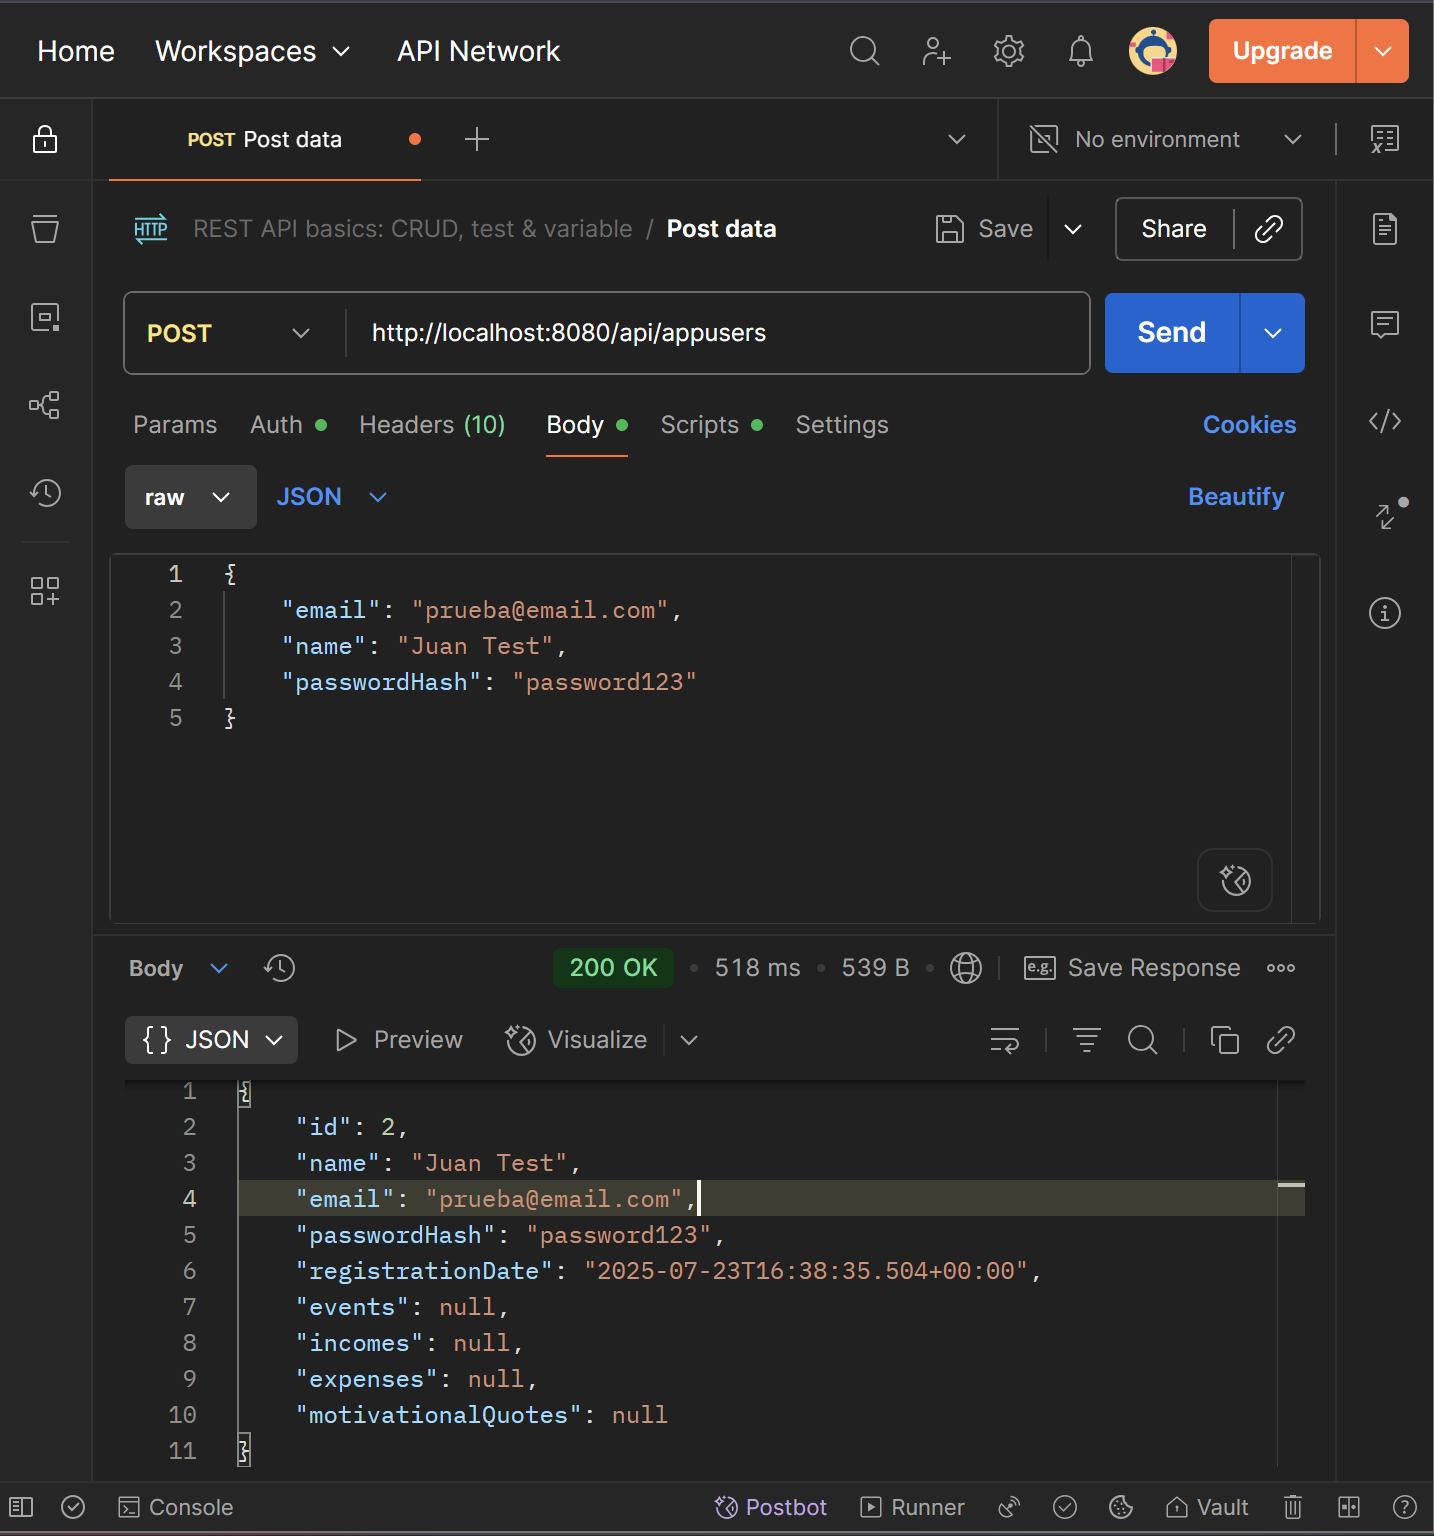 Home Workspaces API Network Upgrade
POST Post data No environment
HTTP REST API basics: CRUD, test & variable / Post data Save Share
POST http://localhost:8080/api/appusers Send
Params Auth Headers (10) Body Scripts Settings Cookies
raw JSON Beautify
1 {
2 "email": "prueba@email.com",
3 "name": "Juan Test",
4 "passwordHash": "password123"
5 }
Body 200 OK 518 ms 539 B e.g. Save Response
{} JSON Preview Visualize
1 {
2 "id": 2,
3 "name": "Juan Test",
4 "email": "prueba@email.com",
5 "passwordHash": "password123",
6 "registrationDate": "2025-07-23T16:38:35.504+00:00",
7 "events": null,
8 "incomes": null,
9 "expenses": null,
10 "motivationalQuotes": null
11 }
Console Postbot Runner Vault